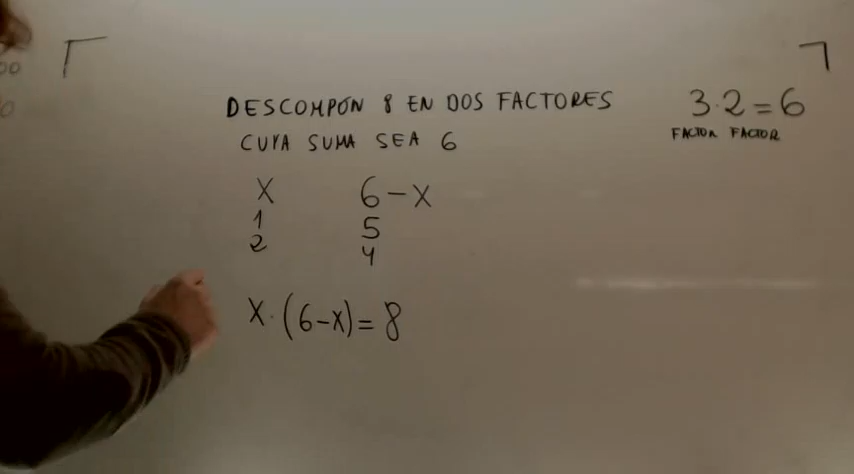 DESCOMPÓN 8 EN DOS FACTORES
CUYA SUMA SEA 6
3·2=6
FACTOR FACTOR
X 6-X
1 5
2 4
X·(6-X)=8